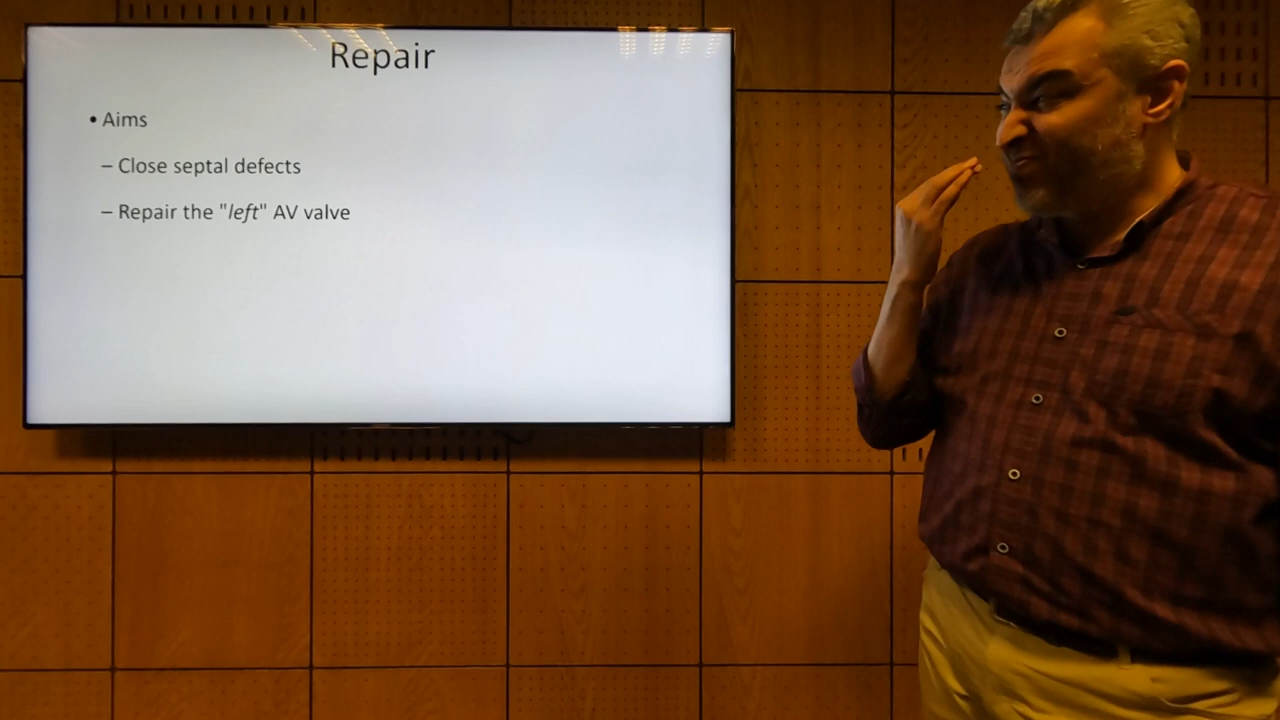 Repair
• Aims
– Close septal defects
– Repair the "left" AV valve